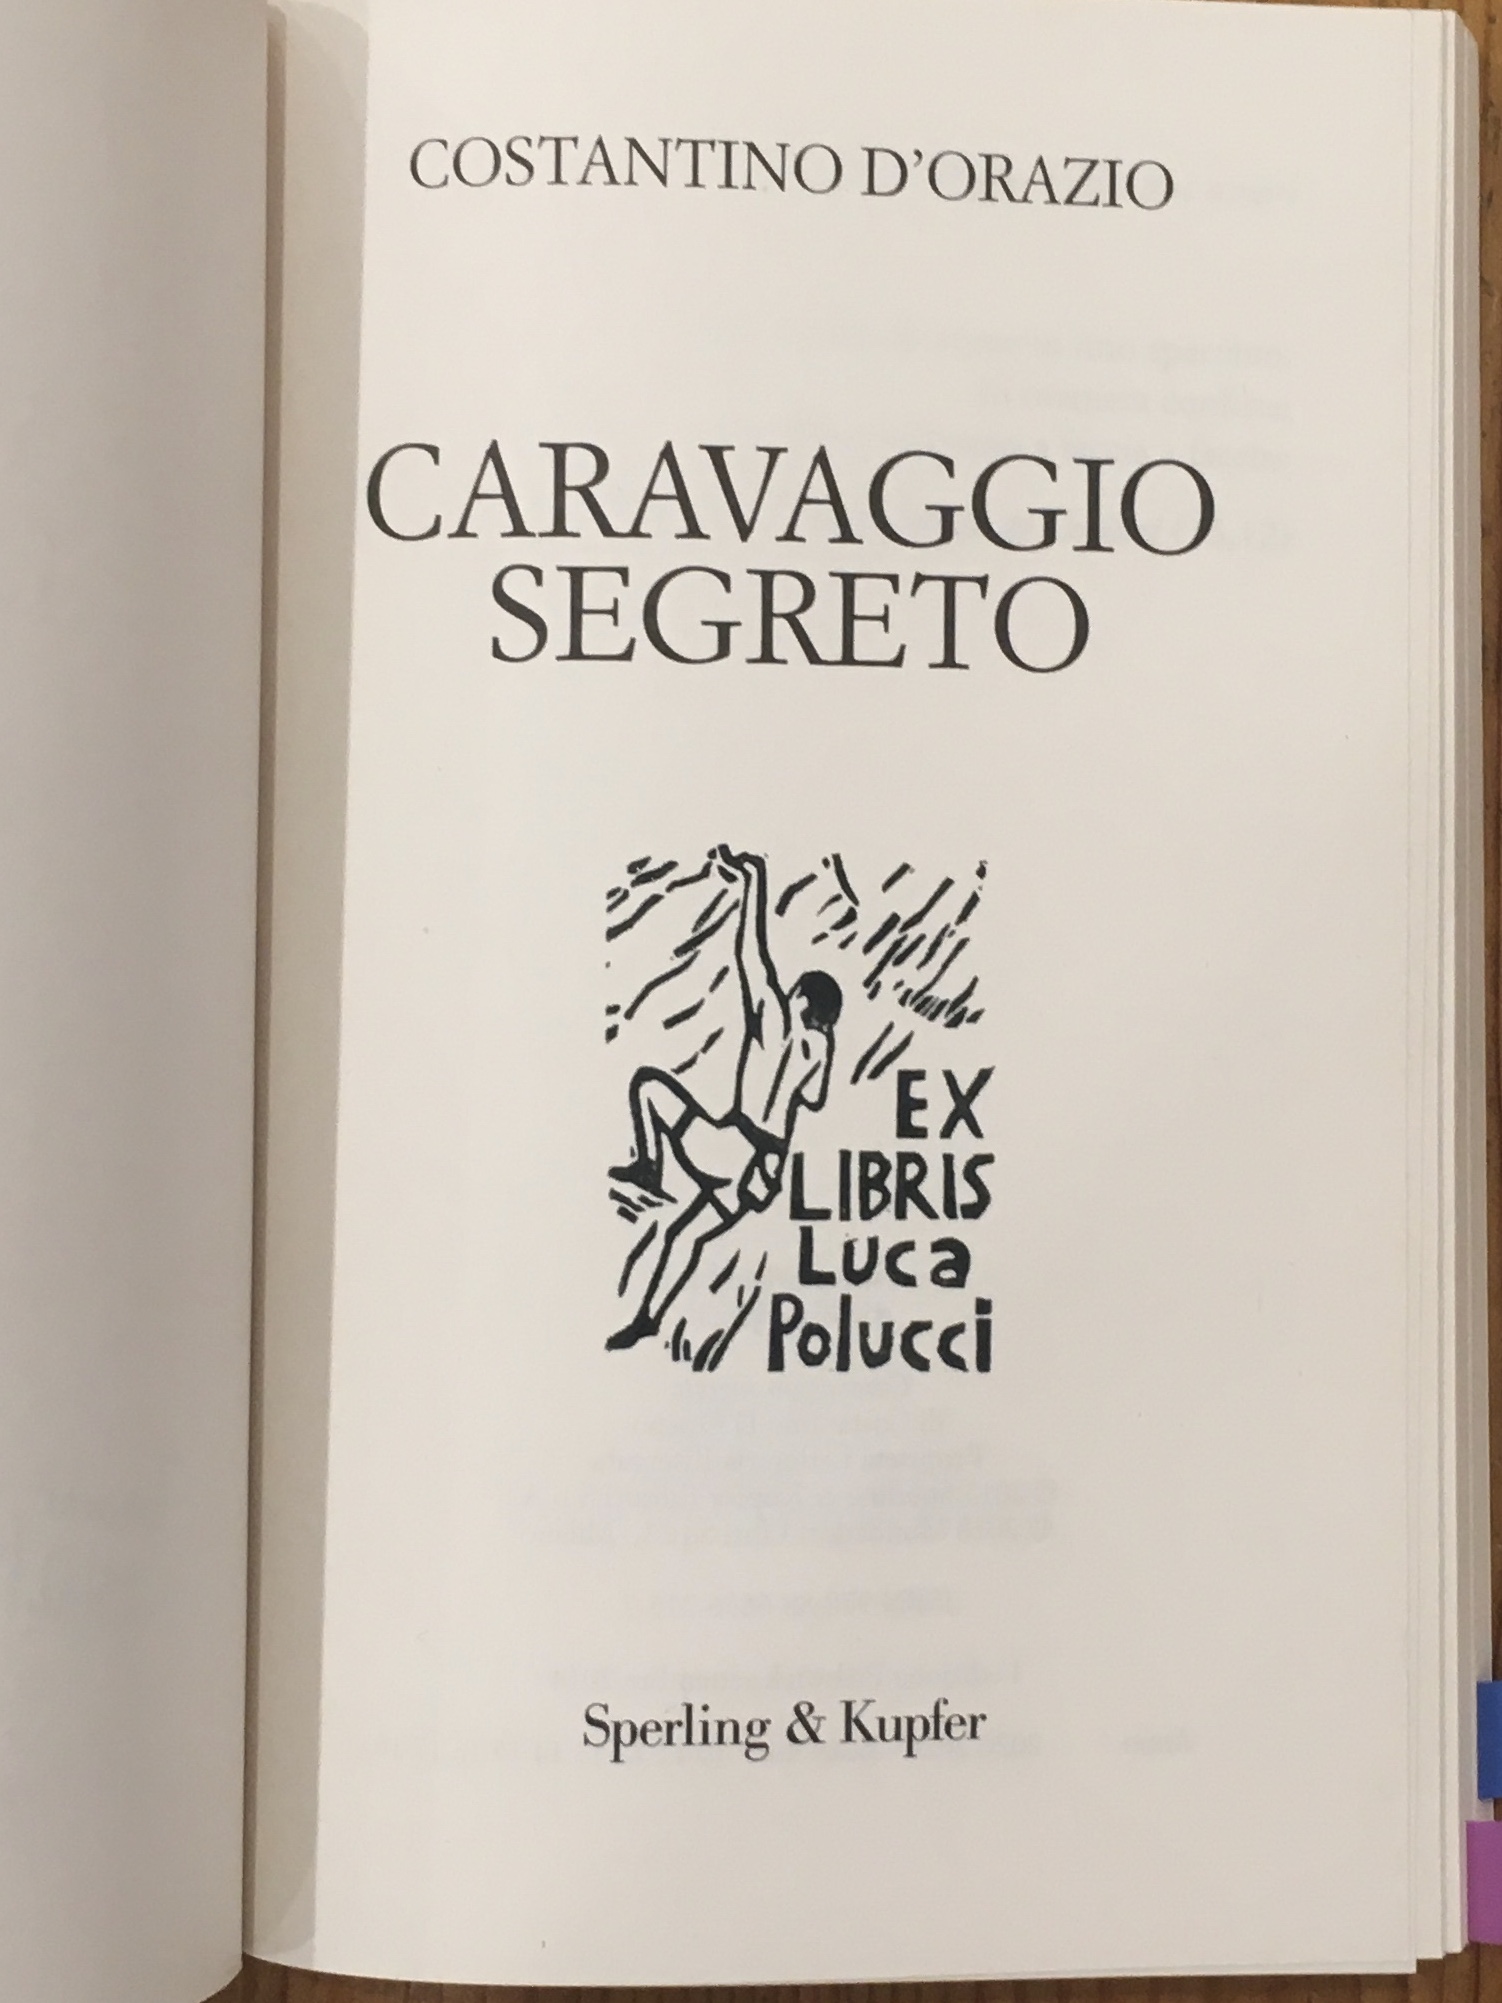 COSTANTINO D'ORAZIO
CARAVAGGIO
SEGRETO
EX
LIBRIS
Luca
Polucci
Sperling & Kupfer